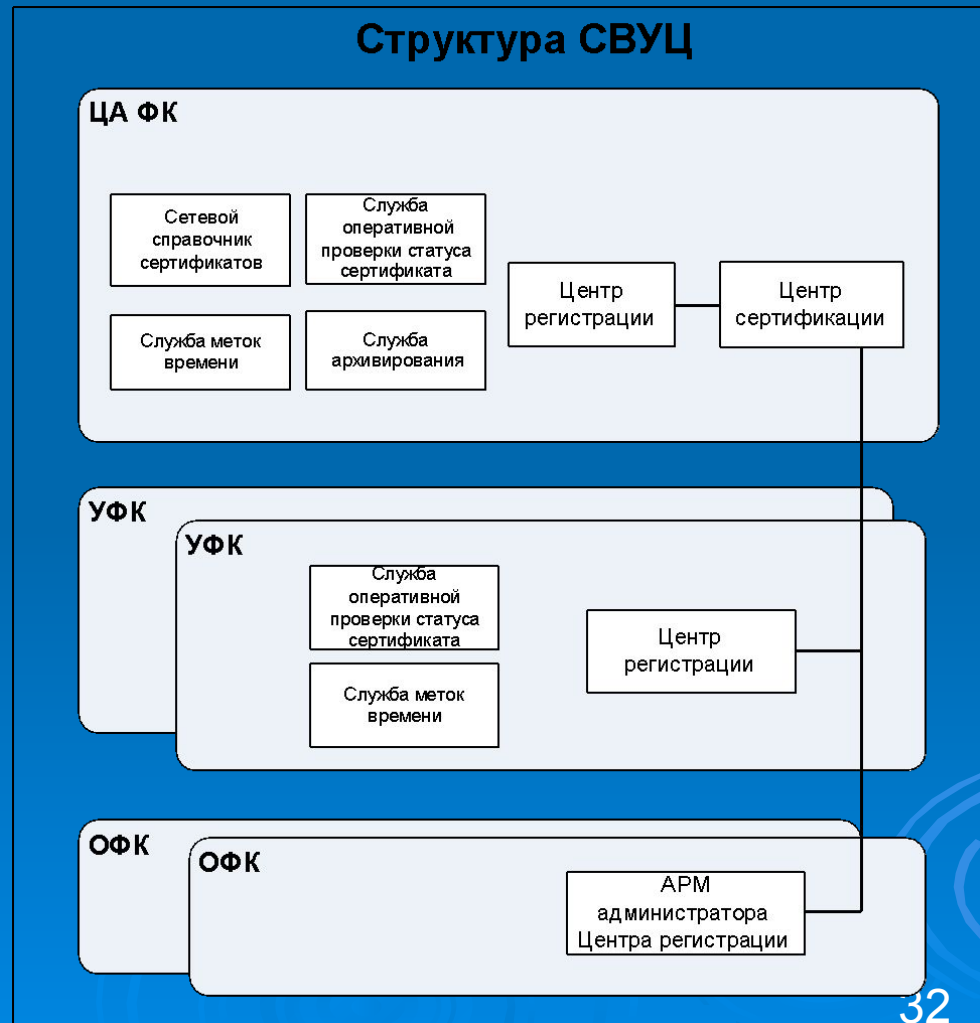 Структура СВУЦ
ЦА ФК
Сетевой
справочник
сертификатов
Служба
оперативной
проверки статуса
сертификата
Служба меток
времени
Служба
архивирования
Центр
регистрации
Центр
сертификации
УФК
УФК
Служба
оперативной
проверки статуса
сертификата
Служба меток
времени
Центр
регистрации
ОФК
ОФК
АРМ
администратора
Центра регистрации
32